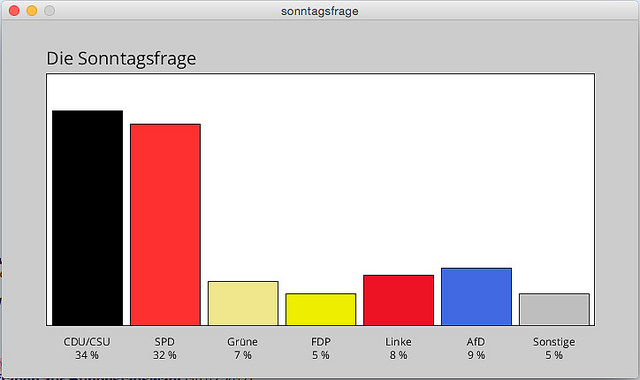 sonntagsfrage
Die Sonntagsfrage
CDU/CSU SPD Grüne FDP Linke AfD Sonstige
34 % 32 % 7 % 5 % 8 % 9 % 5 %